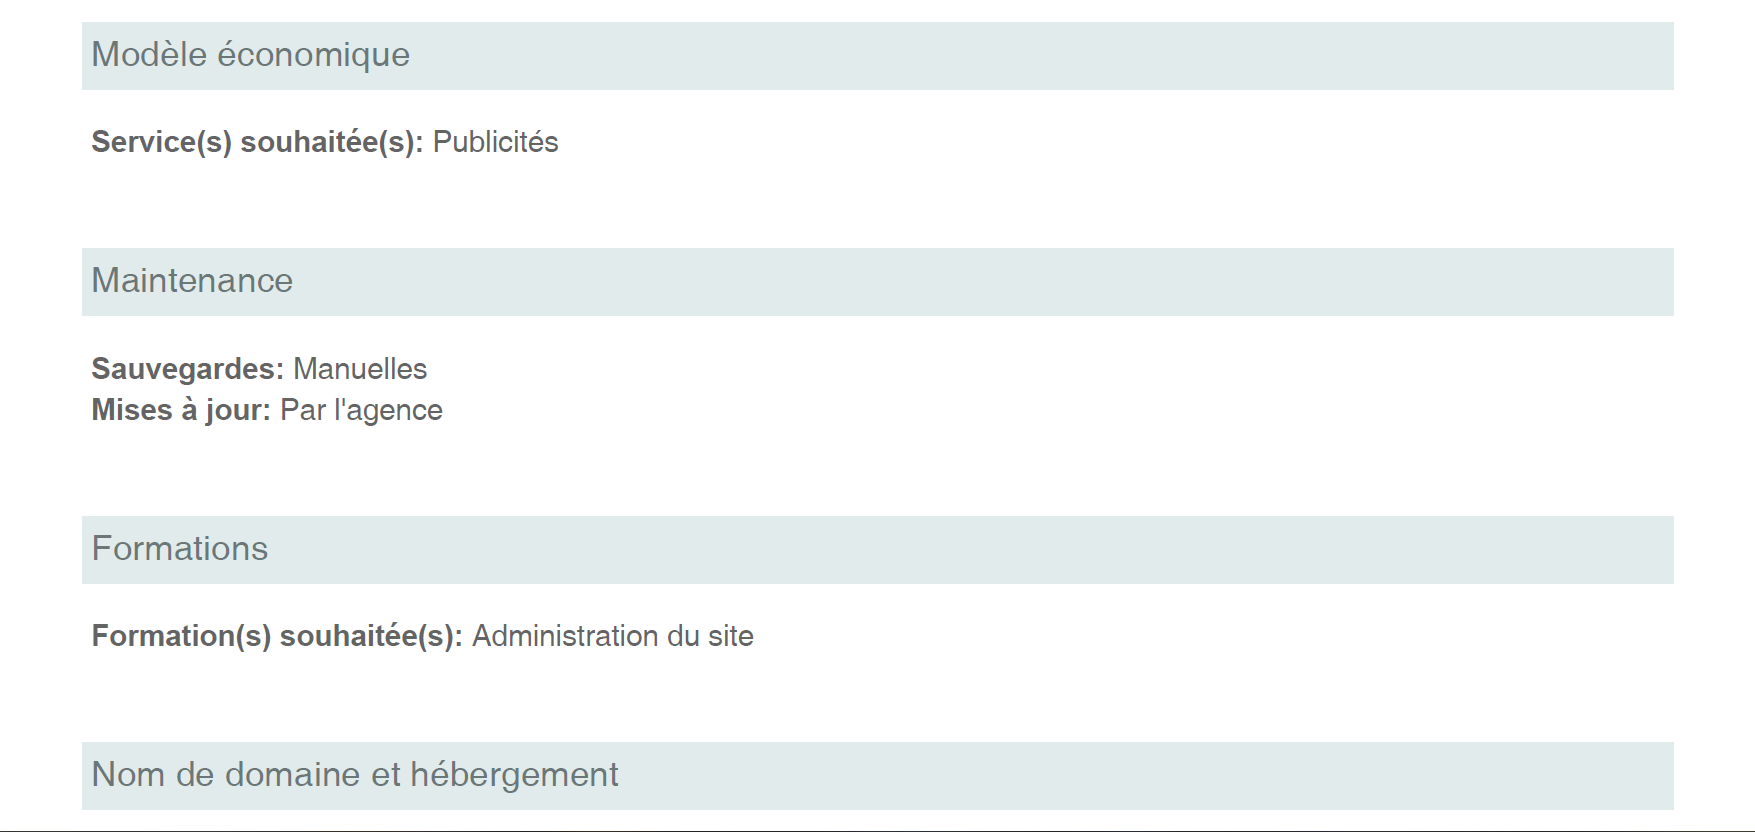 Modèle économique
Service(s) souhaitée(s): Publicités
Maintenance
Sauvegardes: Manuelles
Mises à jour: Par l'agence
Formations
Formation(s) souhaitée(s): Administration du site
Nom de domaine et hébergement